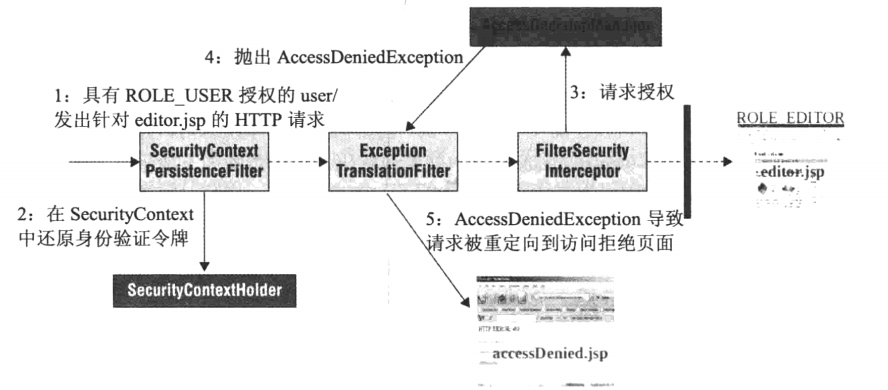 4：抛出 AccessDeniedException
1：具有 ROLE_USER 授权的 user/
发出针对 editor.jsp 的 HTTP 请求
3：请求授权
ROLE_EDITOR
SecurityContext
PersistenceFilter
Exception
TranslationFilter
FilterSecurity
Interceptor
editor.jsp
2：在 SecurityContext
中还原身份验证令牌
5：AccessDeniedException 导致
请求被重定向到访问拒绝页面
SecurityContextHolder
accessDenied.jsp